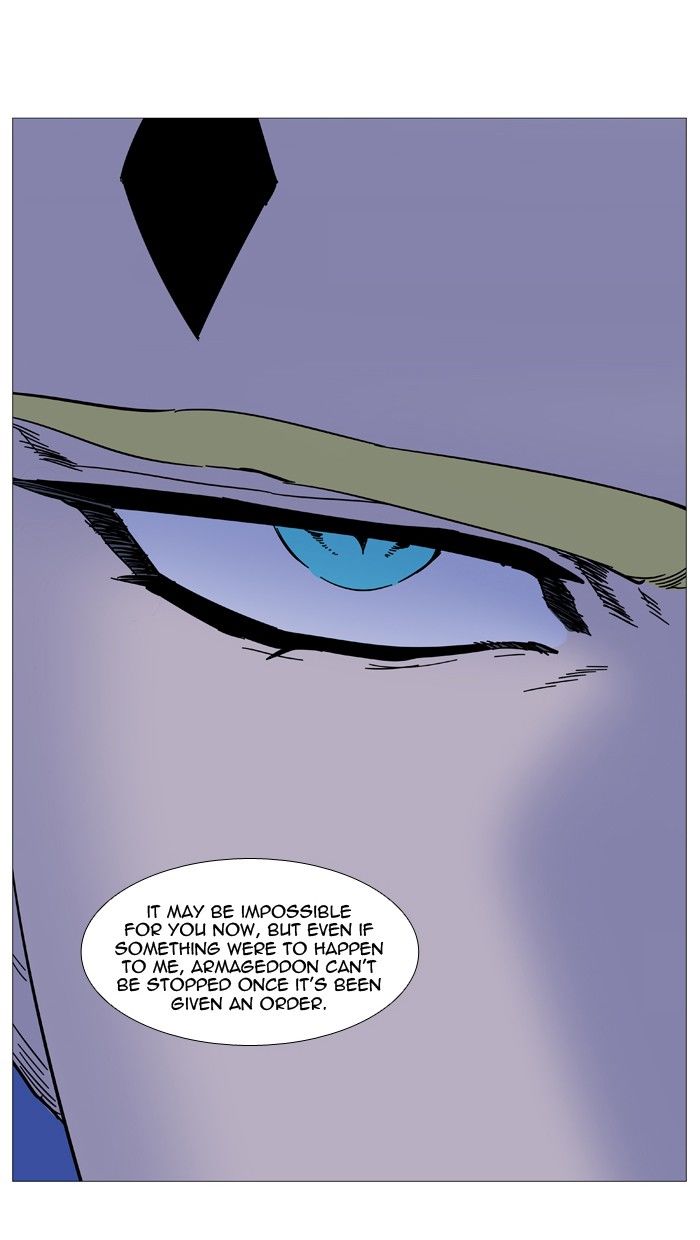 IT MAY BE IMPOSSIBLE
FOR YOU NOW, BUT EVEN IF
SOMETHING WERE TO HAPPEN
TO ME, ARMAGEDDON CAN'T
BE STOPPED ONCE IT'S BEEN
GIVEN AN ORDER.